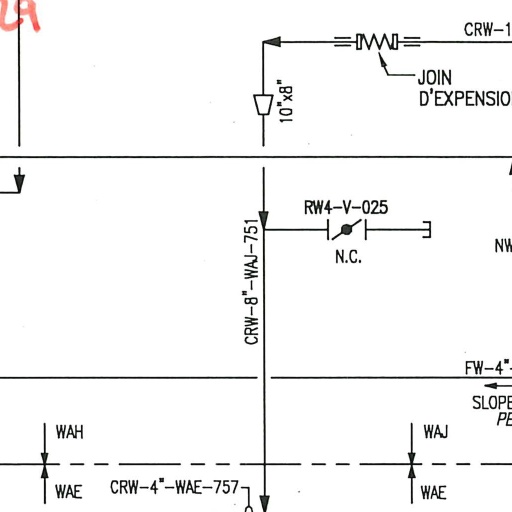 29
CRW-1
JOIN
D'EXPENSIO
10"x8"
RW4-V-025
N.C.
CRW-8"-WAJ-751
NW
FW-4"-
SLOPE
PE
WAH
WAJ
WAE
CRW-4"-WAE-757
WAE